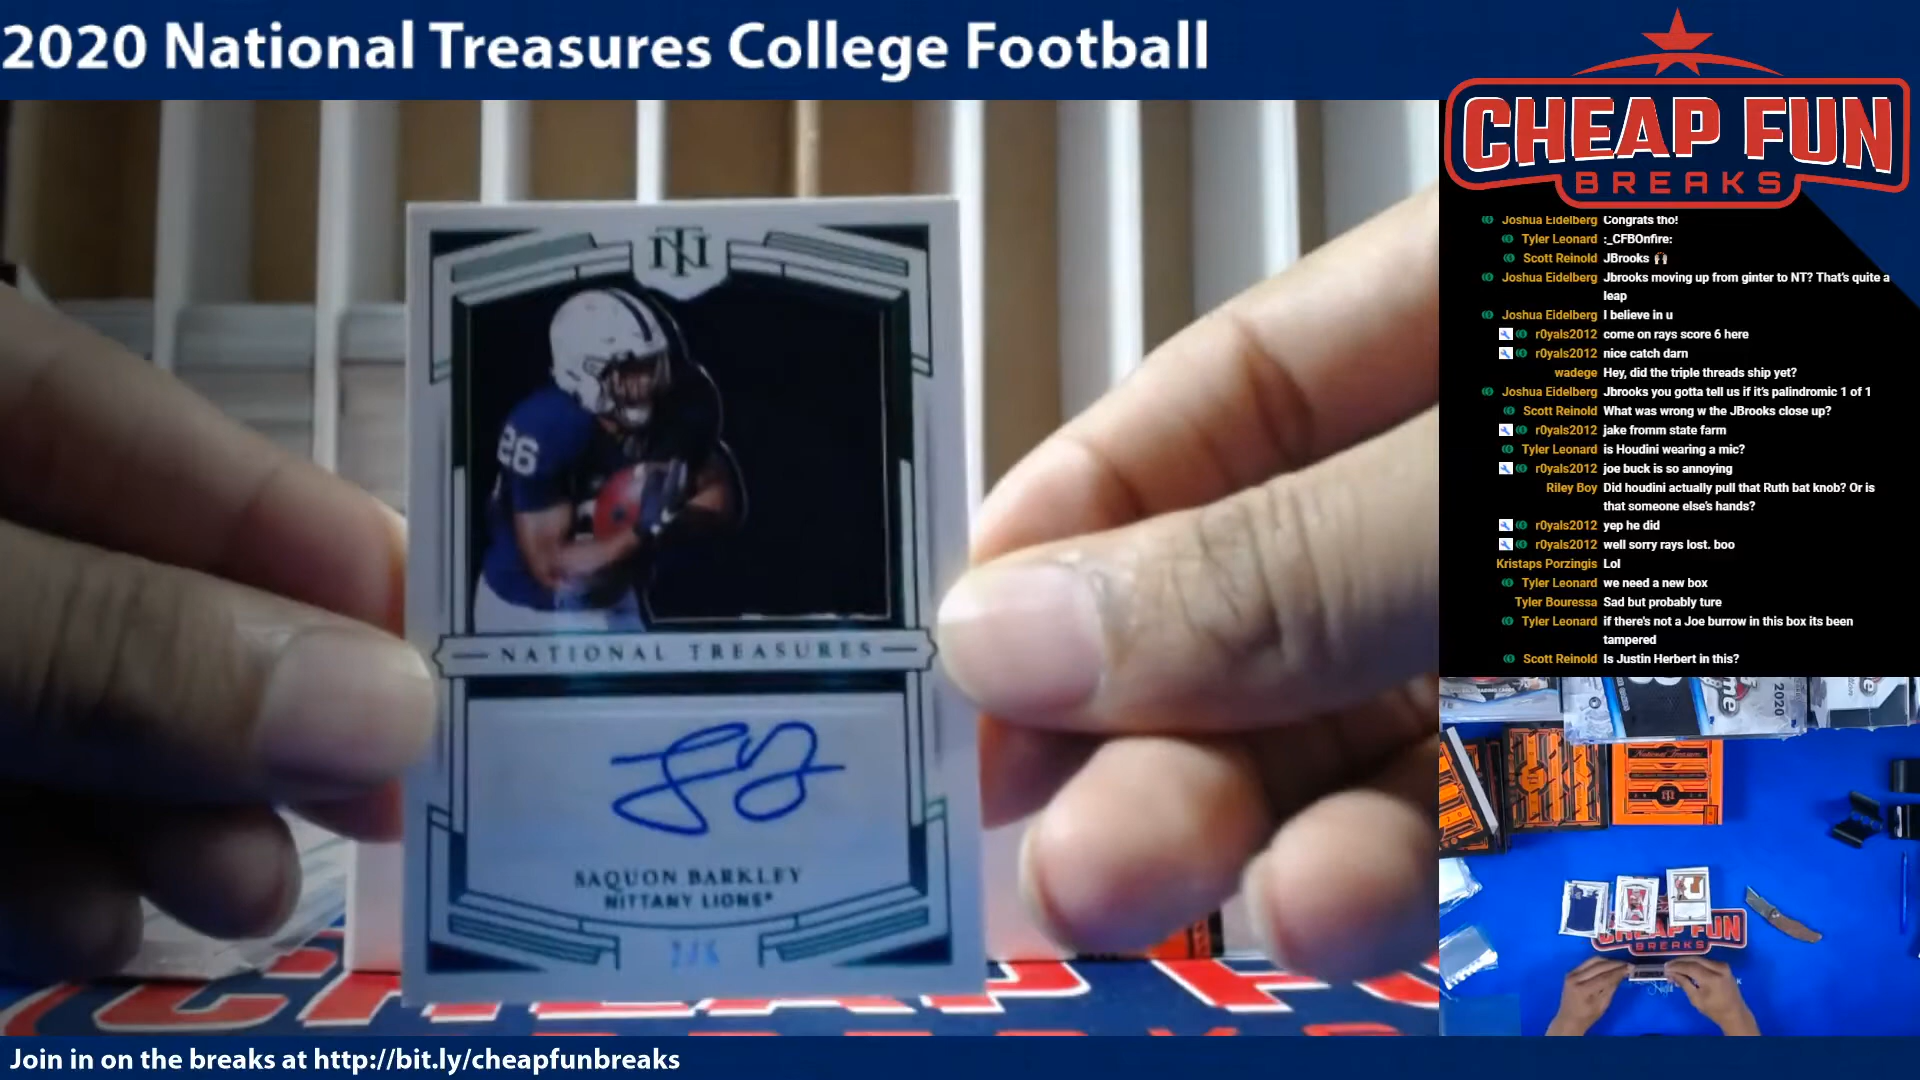 2020 National Treasures College Football
CHEAP FUN
BREAKS
Joshua Eidelberg Congrats tho!
Tyler Leonard :_CFBOnfire:
Scott Reinold JBrooks 🙌🏽
Joshua Eidelberg Jbrooks moving up from ginter to NT? That's quite a
leap
Joshua Eidelberg I believe in u
r0yals2012 come on rays score 6 here
r0yals2012 nice catch darn
wadege Hey, did the triple threads ship yet?
Joshua Eidelberg Jbrooks you gotta tell us if it's palindromic 1 of 1
Scott Reinold What was wrong w the JBrooks close up?
r0yals2012 jake fromm state farm
Tyler Leonard is Houdini wearing a mic?
r0yals2012 joe buck is so annoying
Riley Boy Did houdini actually pull that Ruth bat knob? Or is
that someone else's hands?
r0yals2012 yep he did
r0yals2012 well sorry rays lost. boo
Kristaps Porzingis Lol
Tyler Leonard we need a new box
Tyler Bouressa Sad but probably ture
Tyler Leonard if there's not a Joe burrow in this box its been
tampered
Scott Reinold Is Justin Herbert in this?
NT
26
NATIONAL TREASURES
SAQUON BARKLEY
NITTANY LIONS
2020
CHEAP FUN
BREAKS
Join in on the breaks at http://bit.ly/cheapfunbreaks